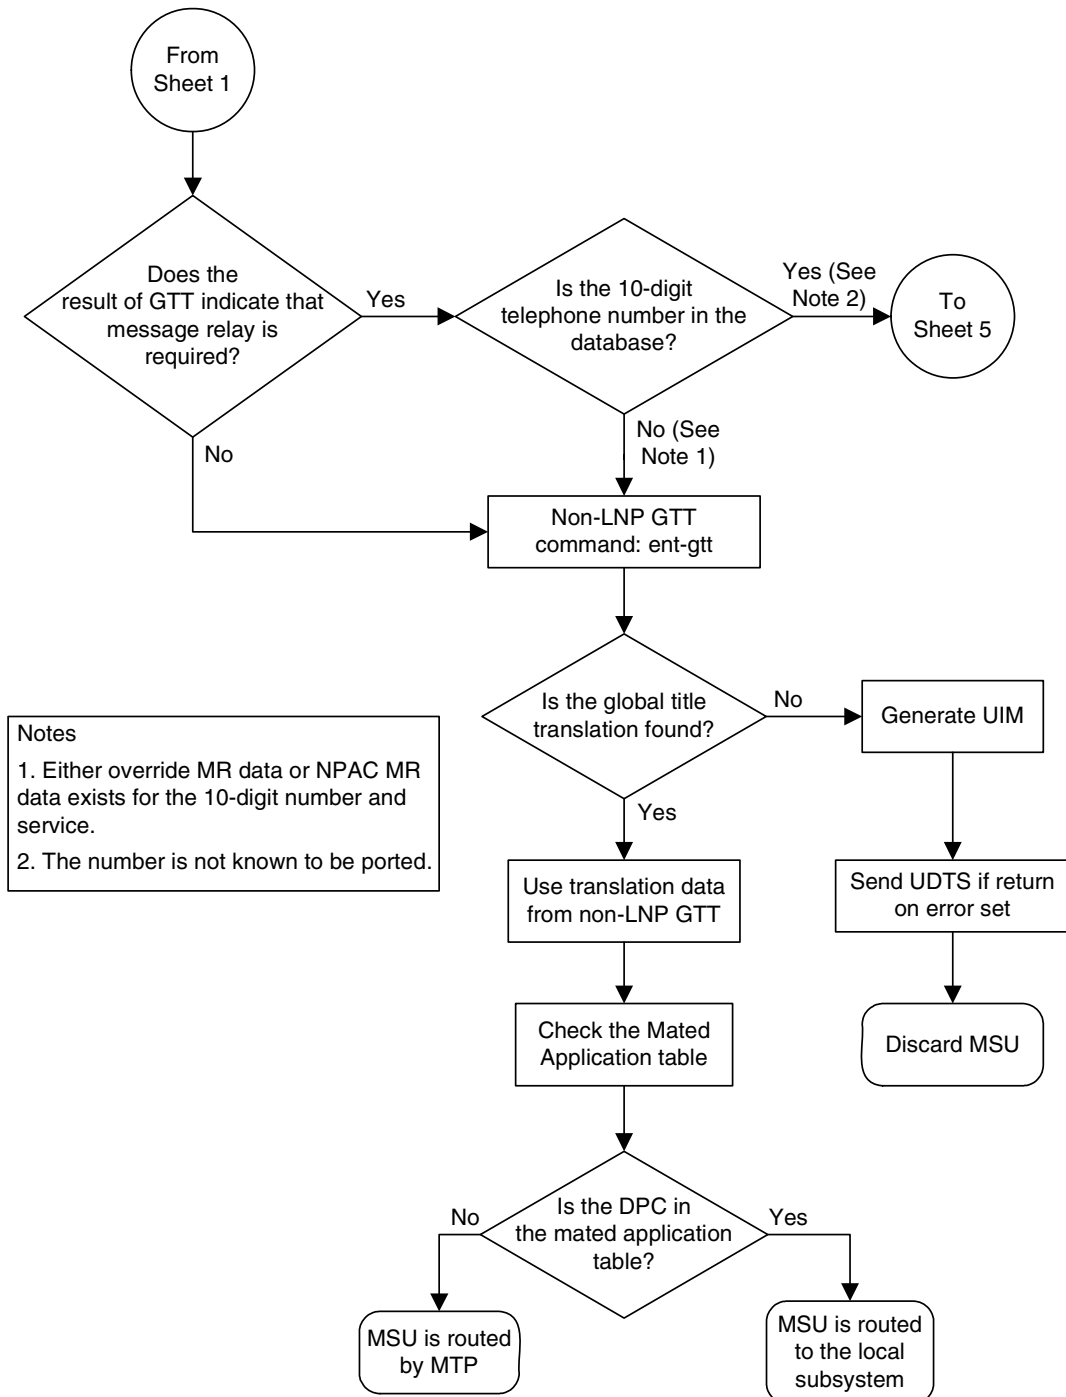 From
Sheet 1
Does the
result of GTT indicate that
message relay is
required?
Yes
Is the 10-digit
telephone number in the
database?
Yes (See
Note 2)
To
Sheet 5
No
No (See
Note 1)
Non-LNP GTT
command: ent-gtt
Is the global title
translation found?
No
Generate UIM
Yes
Notes
1. Either override MR data or NPAC MR
data exists for the 10-digit number and
service.
2. The number is not known to be ported.
Use translation data
from non-LNP GTT
Send UDTS if return
on error set
Check the Mated
Application table
Discard MSU
Is the DPC in
the mated application
table?
No
Yes
MSU is routed
by MTP
MSU is routed
to the local
subsystem